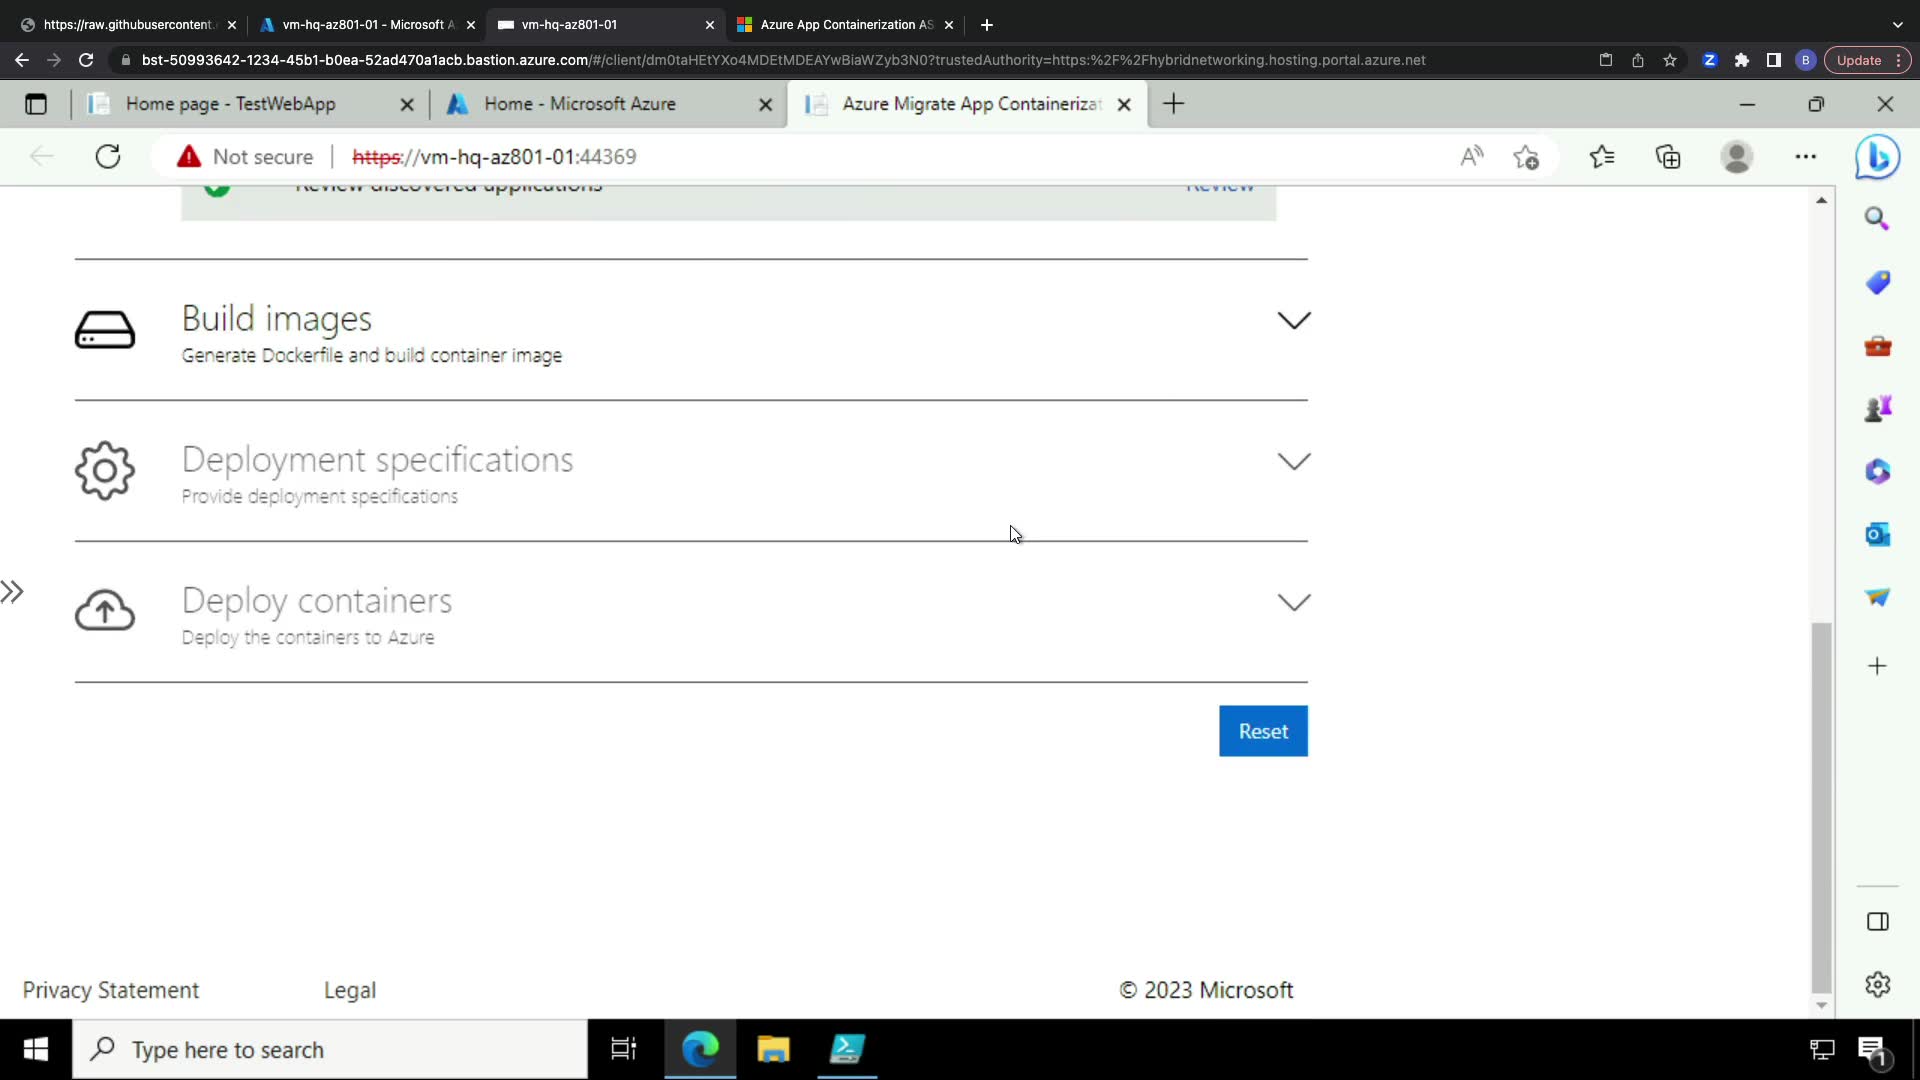 https://raw.githubusercontent.
vm-hq-az801-01 - Microsoft A
vm-hq-az801-01
Azure App Containerization AS
bst-50993642-1234-45b1-b0ea-52ad470a1acb.bastion.azure.com/#/client/dm0taHEtYXo4MDEtMDEAYwBiaWZyb3N0?trustedAuthority=https:%2F%2Fhybridnetworking.hosting.portal.azure.net
Z
B
Update
Home page - TestWebApp
Home - Microsoft Azure
Azure Migrate App Containerizat
Not secure
https://vm-hq-az801-01:44369
Review discovered applications
Review
Build images
Generate Dockerfile and build container image
Deployment specifications
Provide deployment specifications
Deploy containers
Deploy the containers to Azure
Reset
Privacy Statement
Legal
© 2023 Microsoft
Type here to search
1